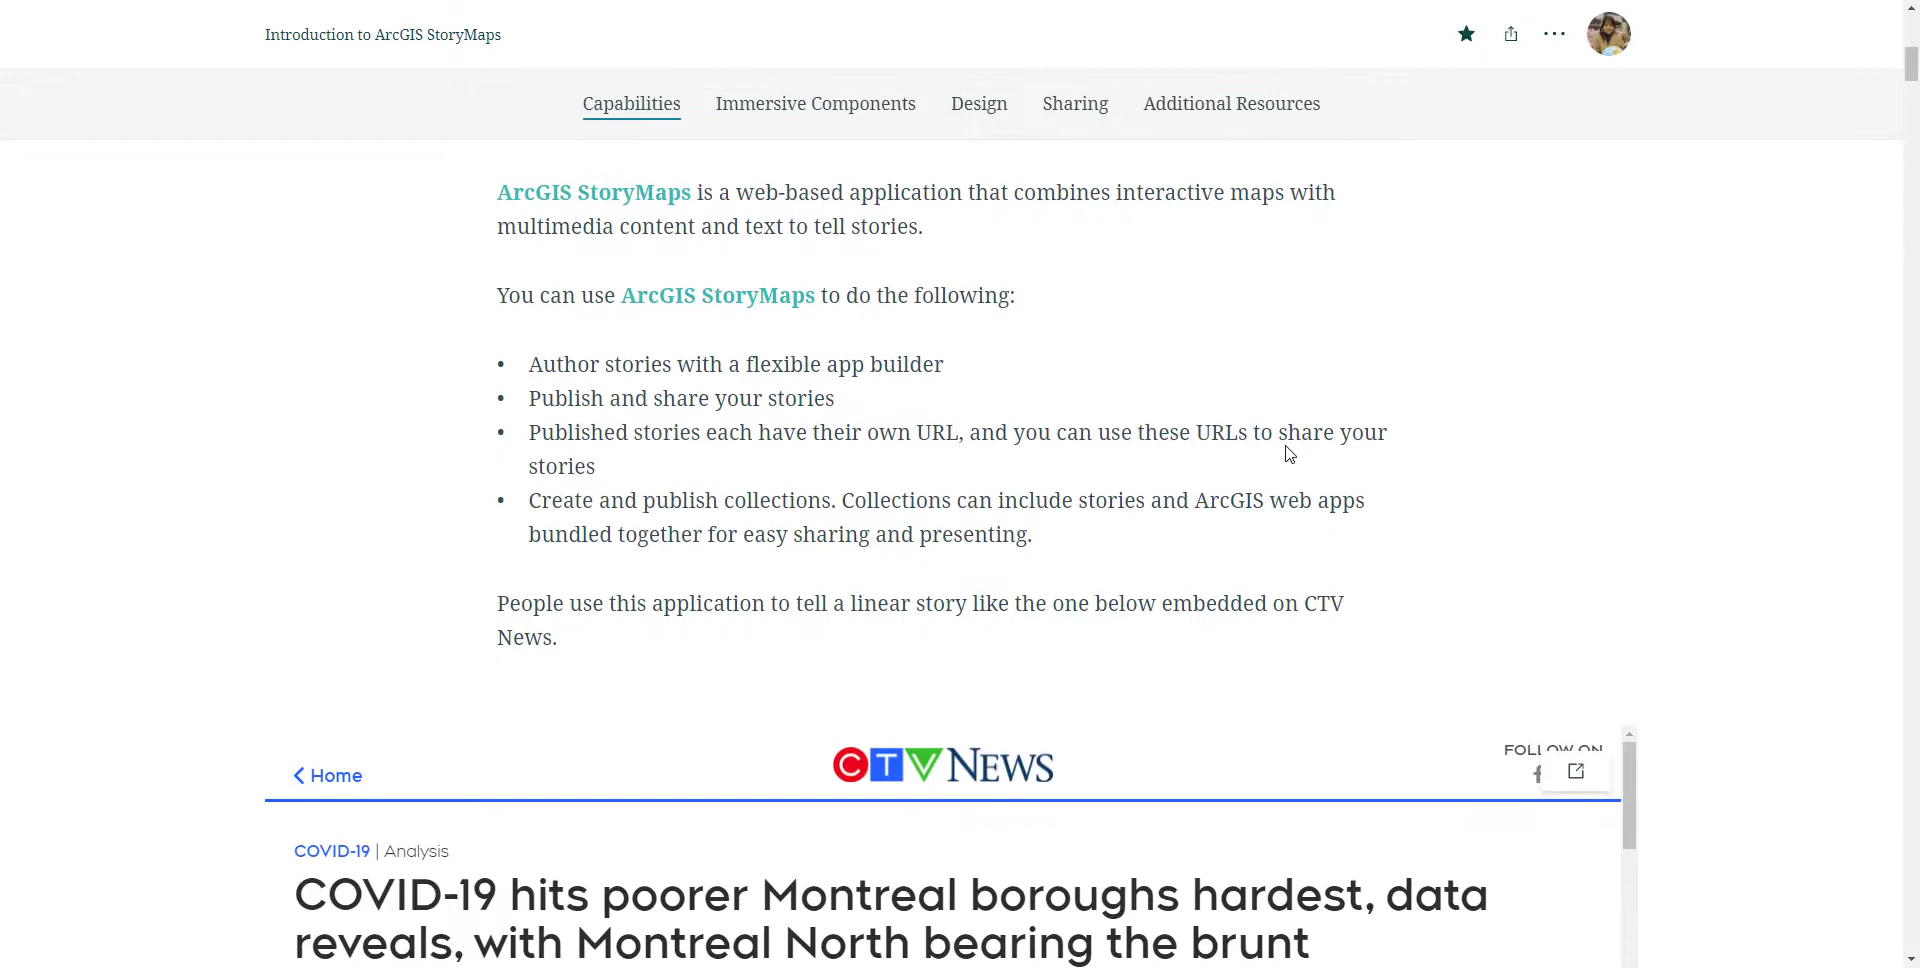 Introduction to ArcGIS StoryMaps
Capabilities Immersive Components Design Sharing Additional Resources
ArcGIS StoryMaps is a web-based application that combines interactive maps with
multimedia content and text to tell stories.
You can use ArcGIS StoryMaps to do the following:
• Author stories with a flexible app builder
• Publish and share your stories
• Published stories each have their own URL, and you can use these URLs to share your
stories
• Create and publish collections. Collections can include stories and ArcGIS web apps
bundled together for easy sharing and presenting.
People use this application to tell a linear story like the one below embedded on CTV
News.
Home
CTV NEWS
FOLLOW ON
COVID-19 | Analysis
COVID-19 hits poorer Montreal boroughs hardest, data
reveals, with Montreal North bearing the brunt